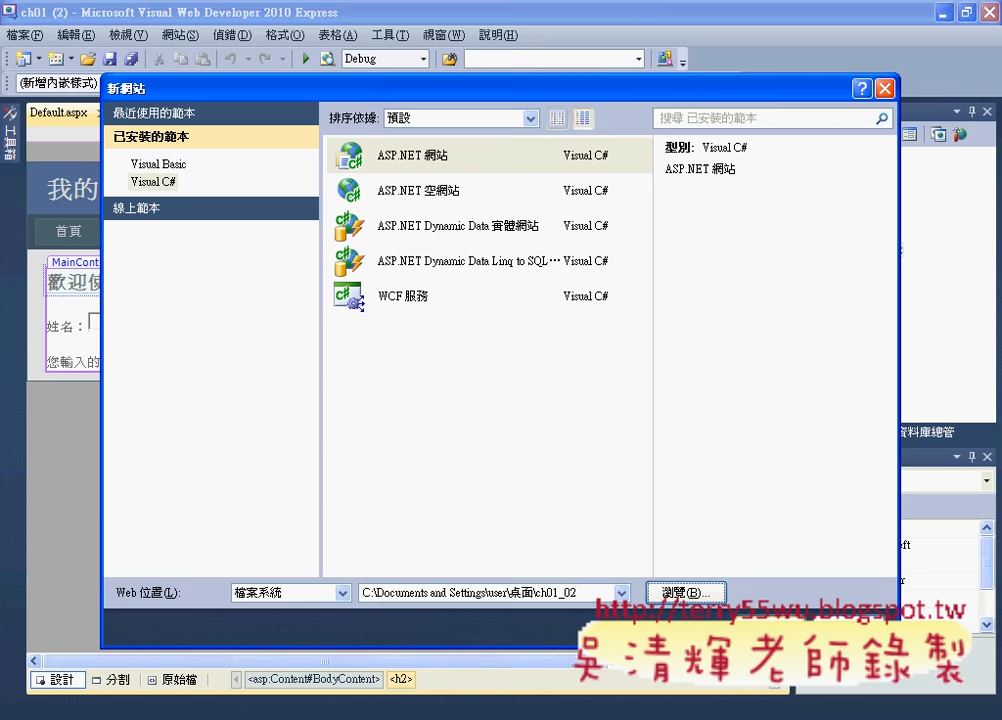 ch01 (2) - Microsoft Visual Web Developer 2010 Express
檔案(F) 編輯(E) 檢視(V) 網站(S) 偵錯(D) 格式(O) 表格(A) 工具(T) 視窗(W) 說明(H)
Debug
(新增內嵌樣式)
新網站
Default.aspx
工具箱
最近使用的範本
已安裝的範本
Visual Basic
Visual C#
線上範本
排序依據: 預設
搜尋 已安裝的範本
ASP.NET 網站 Visual C#
ASP.NET 空網站 Visual C#
ASP.NET Dynamic Data 實體網站 Visual C#
ASP.NET Dynamic Data Linq to SQL… Visual C#
WCF 服務 Visual C#
型別: Visual C#
ASP.NET 網站
我的
首頁
MainCont
歡迎使
姓名：
您輸入的
資料庫總管
Web 位置(L): 檔案系統 C:\Documents and Settings\user\桌面\ch01_02 瀏覽(B)...
http://terry55wu.blogspot.tw
吳清輝老師錄製
設計 分割 原始檔 <asp:Content#BodyContent> <h2>